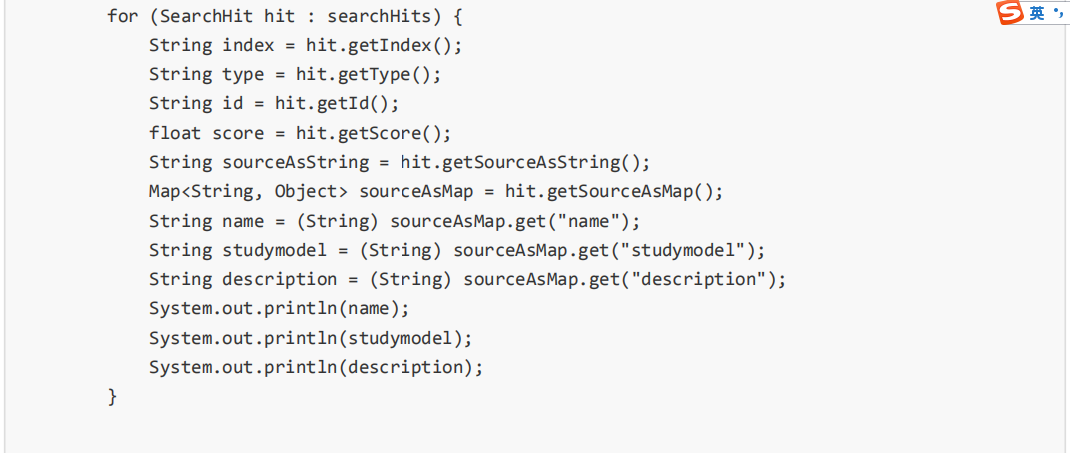 for (SearchHit hit : searchHits) {
    String index = hit.getIndex();
    String type = hit.getType();
    String id = hit.getId();
    float score = hit.getScore();
    String sourceAsString = hit.getSourceAsString();
    Map<String, Object> sourceAsMap = hit.getSourceAsMap();
    String name = (String) sourceAsMap.get("name");
    String studymodel = (String) sourceAsMap.get("studymodel");
    String description = (String) sourceAsMap.get("description");
    System.out.println(name);
    System.out.println(studymodel);
    System.out.println(description);
}
S 英 •,